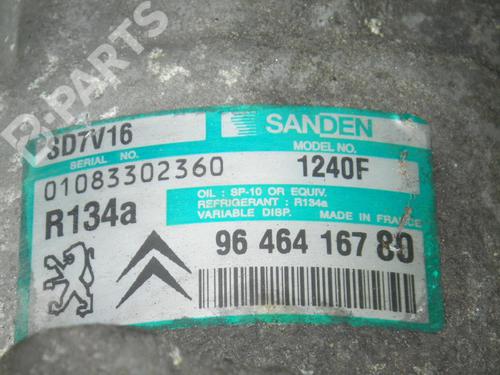 B-PARTS
SD7V16
SANDEN
SERIAL NO.
MODEL NO.
01083302360
1240F
OIL : SP-10 OR EQUIV.
REFRIGERANT : R134a
VARIABLE DISP. MADE IN FRANCE
R134a
96 464 167 80